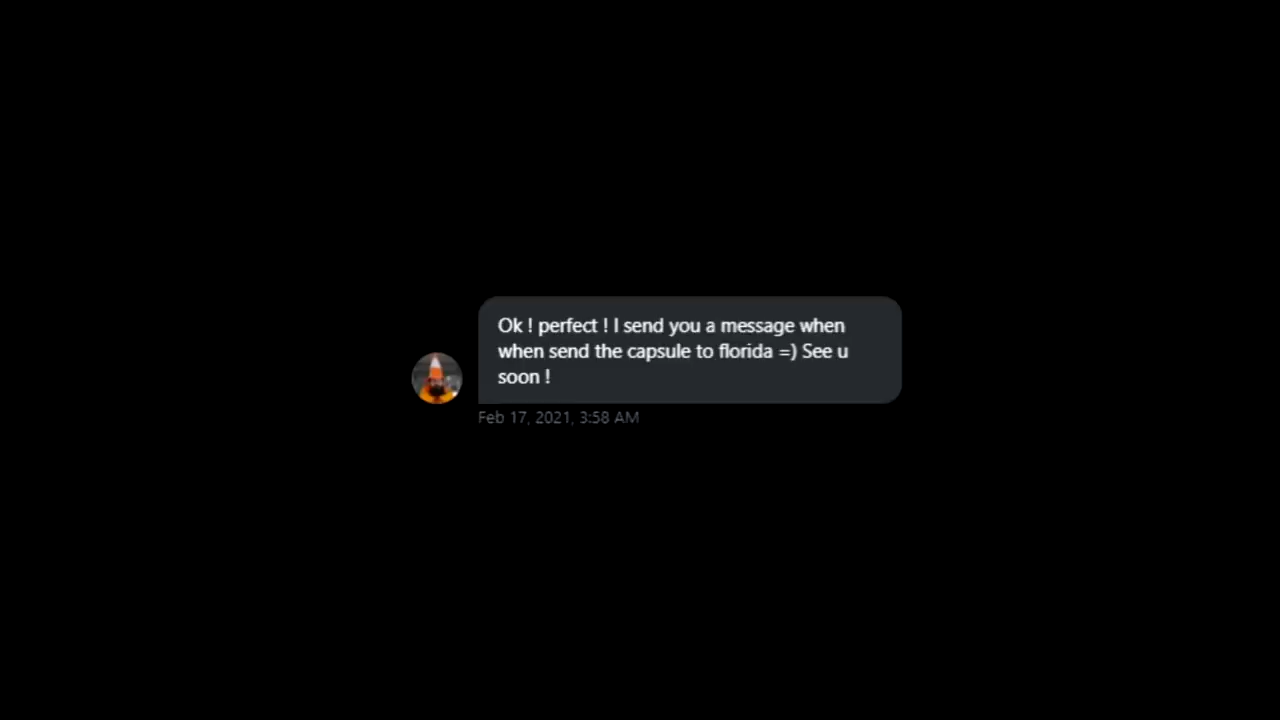 Ok ! perfect ! I send you a message when
when send the capsule to florida =) See u
soon !
Feb 17, 2021, 3:58 AM